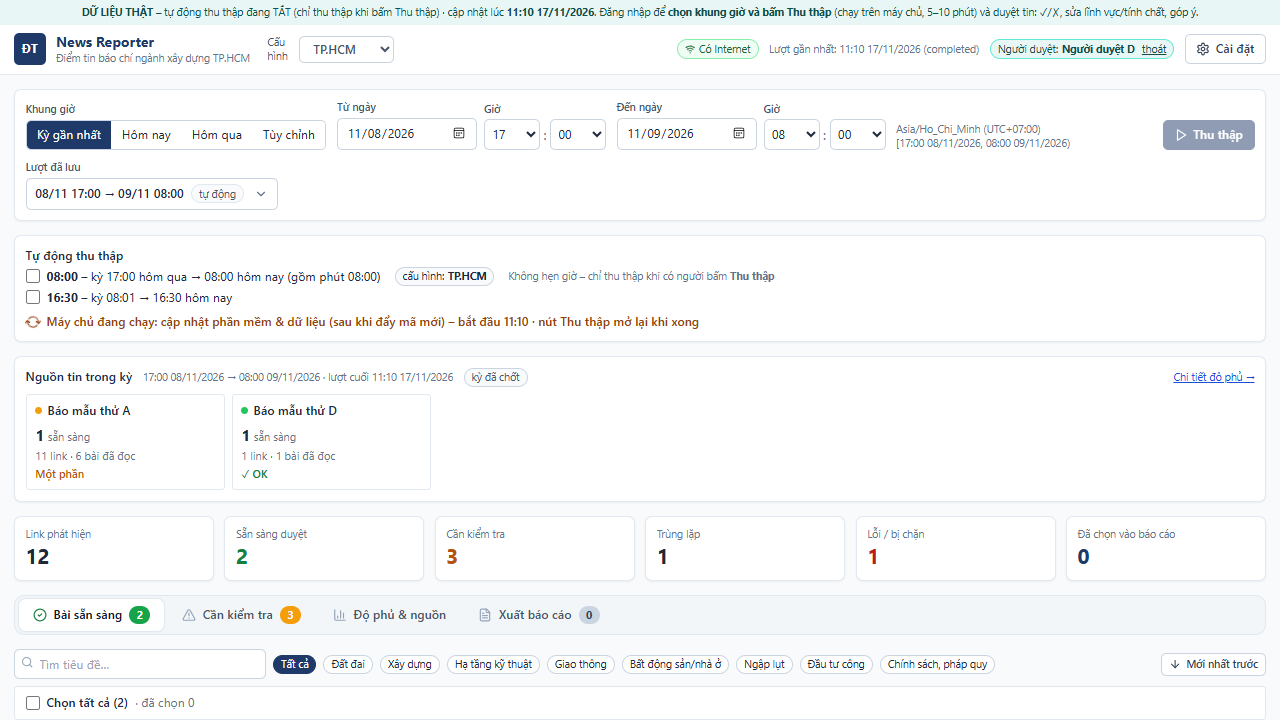 DỮ LIỆU THẬT – tự động thu thập đang TẮT (chỉ thu thập khi bấm Thu thập) · cập nhật lúc 11:10 17/11/2026. Đăng nhập để chọn khung giờ và bấm Thu thập (chạy trên máy chủ, 5–10 phút) và duyệt tin: ✓/X, sửa lĩnh vực/tính chất, góp ý.
ĐT
News Reporter
Điểm tin báo chí ngành xây dựng TP.HCM
Cấu hình
TP.HCM
Có Internet
Lượt gần nhất: 11:10 17/11/2026 (completed)
Người duyệt: Người duyệt D thoát
Cài đặt
Khung giờ
Kỳ gần nhất
Hôm nay
Hôm qua
Tùy chỉnh
Từ ngày
11/08/2026
Giờ
17 : 00
Đến ngày
11/09/2026
Giờ
08 : 00
Asia/Ho_Chi_Minh (UTC+07:00)
[17:00 08/11/2026, 08:00 09/11/2026)
Thu thập
Lượt đã lưu
08/11 17:00 → 09/11 08:00 tự động
Tự động thu thập
08:00 – kỳ 17:00 hôm qua → 08:00 hôm nay (gồm phút 08:00)
cấu hình: TP.HCM
Không hẹn giờ – chỉ thu thập khi có người bấm Thu thập
16:30 – kỳ 08:01 → 16:30 hôm nay
Máy chủ đang chạy: cập nhật phần mềm & dữ liệu (sau khi đẩy mã mới) – bắt đầu 11:10 · nút Thu thập mở lại khi xong
Nguồn tin trong kỳ
17:00 08/11/2026 → 08:00 09/11/2026 · lượt cuối 11:10 17/11/2026
kỳ đã chốt
Chi tiết độ phủ →
Báo mẫu thử A
1 sẵn sàng
11 link · 6 bài đã đọc
Một phần
Báo mẫu thử D
1 sẵn sàng
1 link · 1 bài đã đọc
✓ OK
Link phát hiện
12
Sẵn sàng duyệt
2
Cần kiểm tra
3
Trùng lặp
1
Lỗi / bị chặn
1
Đã chọn vào báo cáo
0
Bài sẵn sàng 2
Cần kiểm tra 3
Độ phủ & nguồn
Xuất báo cáo 0
Tìm tiêu đề...
Tất cả
Đất đai
Xây dựng
Hạ tầng kỹ thuật
Giao thông
Bất động sản/nhà ở
Ngập lụt
Đầu tư công
Chính sách, pháp quy
↓ Mới nhất trước
Chọn tất cả (2) · đã chọn 0